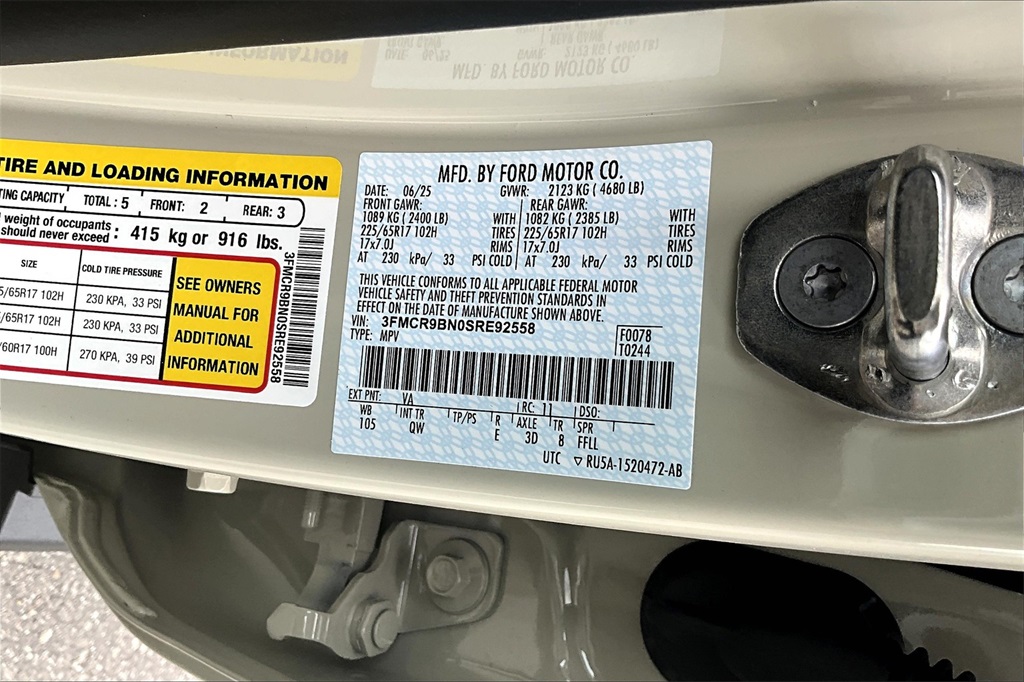 TIRE AND LOADING INFORMATION
TING CAPACITY TOTAL: 5 FRONT: 2 REAR: 3
weight of occupants
should never exceed : 415 kg or 916 lbs.
SIZE COLD TIRE PRESSURE
/65R17 102H 230 KPA, 33 PSI
/65R17 102H 230 KPA, 33 PSI
/60R17 100H 270 KPA, 39 PSI
SEE OWNERS
MANUAL FOR
ADDITIONAL
INFORMATION
3FMCR9BN0SRE92558
MFD. BY FORD MOTOR CO.
DATE: 06/25 GVWR: 2123 KG ( 4680 LB)
FRONT GAWR: REAR GAWR:
1089 KG ( 2400 LB) WITH 1082 KG ( 2385 LB) WITH
225/65R17 102H TIRES 225/65R17 102H TIRES
17x7.0J RIMS 17x7.0J RIMS
AT 230 kPa/ 33 PSI COLD AT 230 kPa/ 33 PSI COLD
THIS VEHICLE CONFORMS TO ALL APPLICABLE FEDERAL MOTOR
VEHICLE SAFETY AND THEFT PREVENTION STANDARDS IN
EFFECT ON THE DATE OF MANUFACTURE SHOWN ABOVE.
VIN: 3FMCR9BN0SRE92558 F0078
TYPE: MPV T0244
EXT PNT: VA RC: 11 DSO:
WB INT TR TP/PS R AXLE TR SPR
105 QW E 3D 8 FFLL
UTC ▽ RU5A-1520472-AB